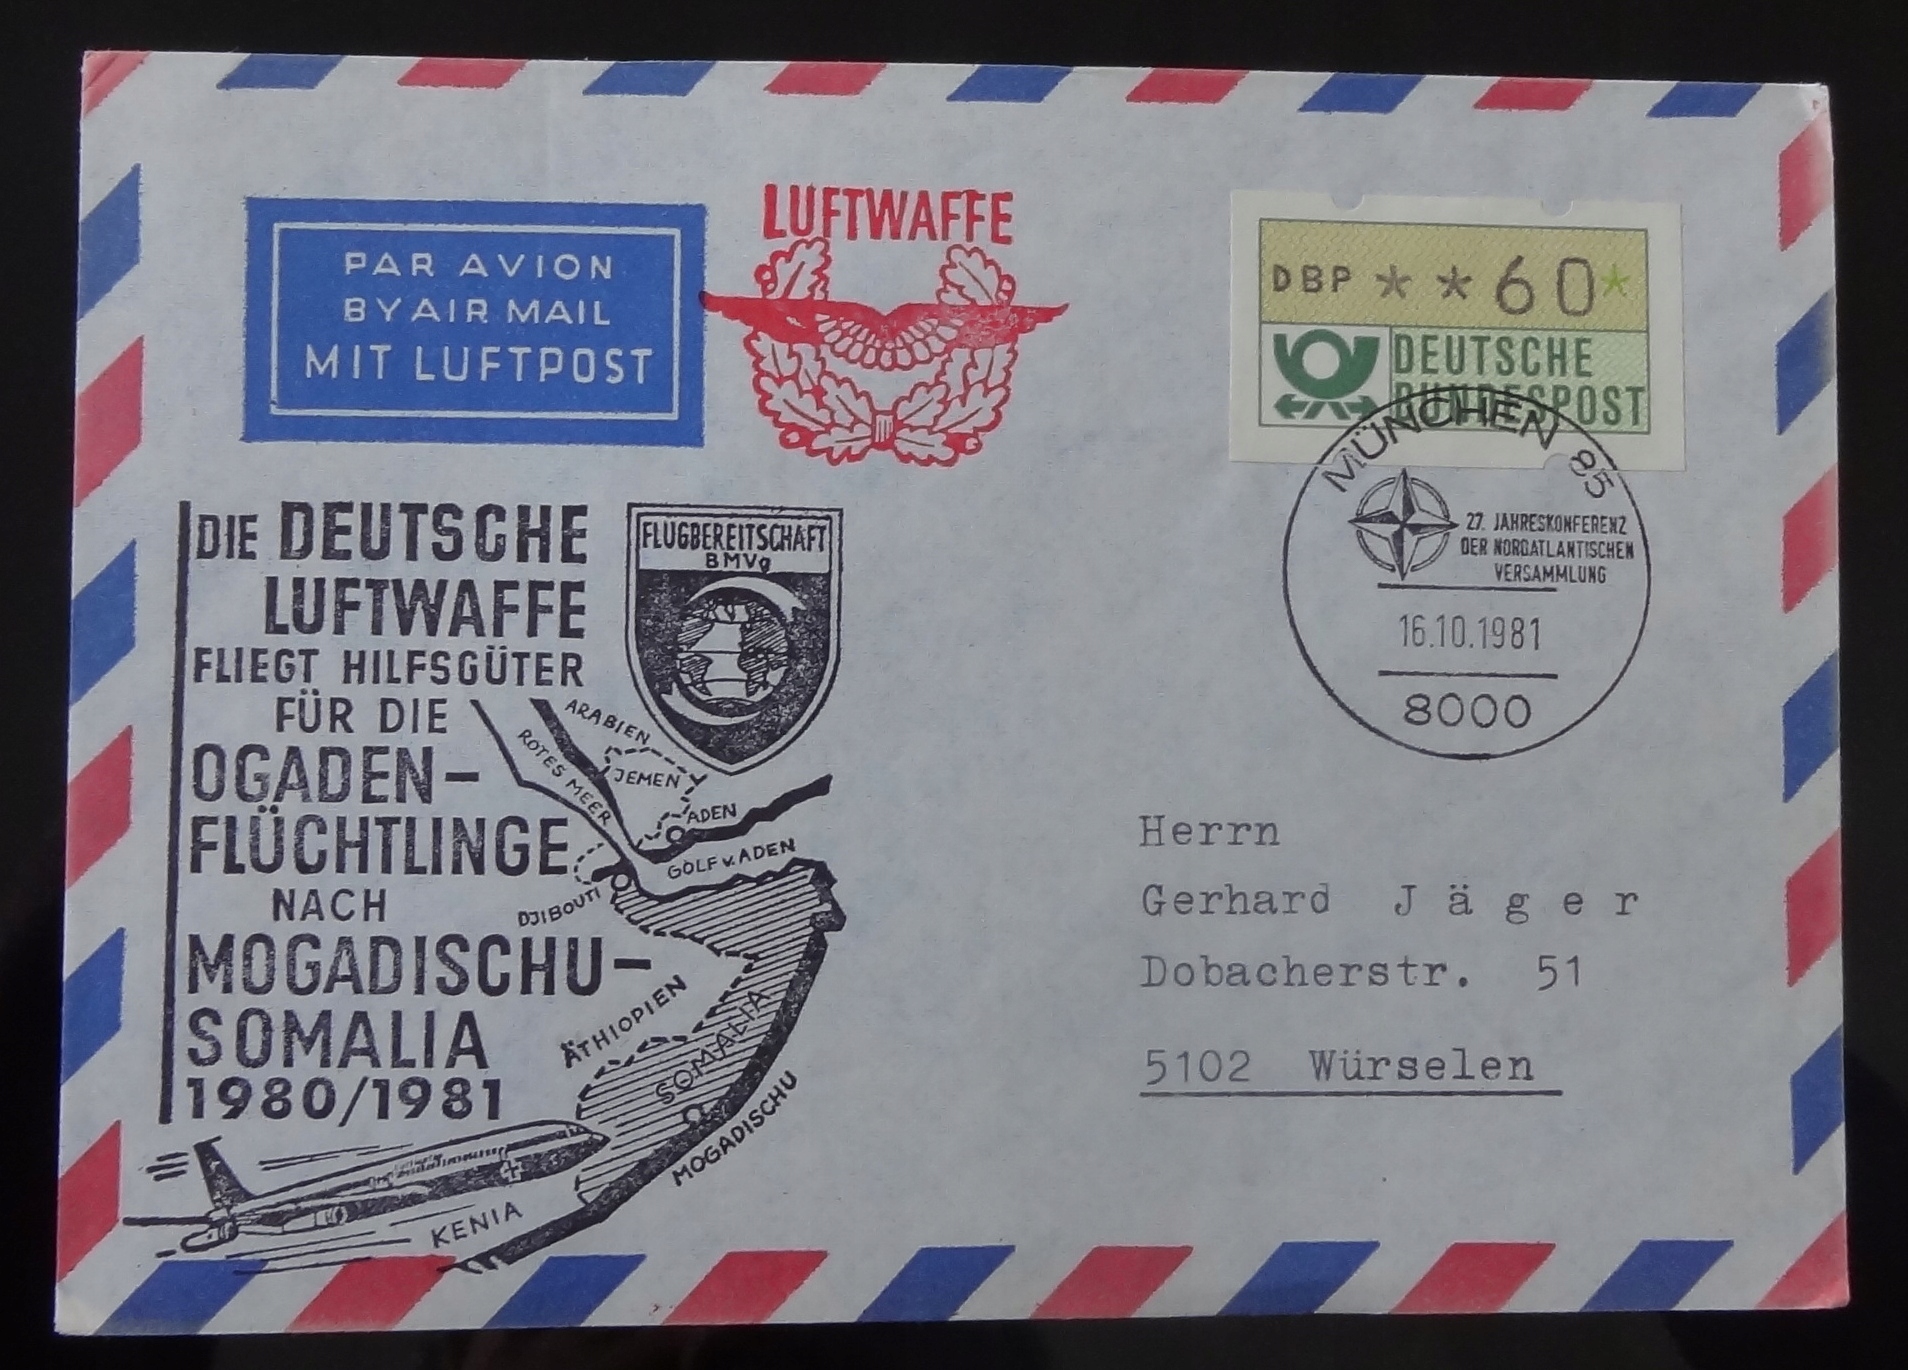 PAR AVION
BY AIR MAIL
MIT LUFTPOST
LUFTWAFFE
DBP * * 60*
DEUTSCHE
BUNDESPOST
MÜNCHEN 85
27. JAHRESKONFERENZ
DER NORDATLANTISCHEN
VERSAMMLUNG
16.10.1981
8000
DIE DEUTSCHE
LUFTWAFFE
FLIEGT HILFSGÜTER
FÜR DIE
OGADEN-
FLÜCHTLINGE
NACH
MOGADISCHU-
SOMALIA
1980/1981
FLUGBEREITSCHAFT
BMVg
ARABIEN
ROTES MEER
JEMEN
ADEN
GOLF v. ADEN
DJIBOUTI
ÄTHIOPIEN
SOMALIA
MOGADISCHU
KENIA
Herrn
Gerhard Jäger
Dobacherstr. 51
5102 Würselen